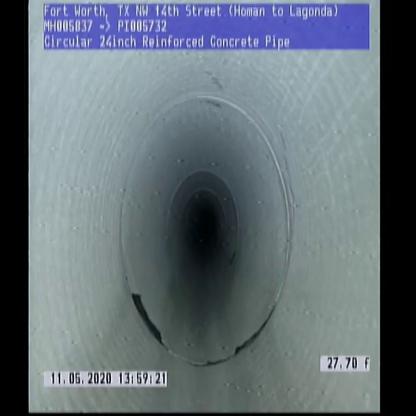 Fort Worth, TX NW 14th Street (Homan to Lagonda)
MH005837 => PI005732
Circular 24inch Reinforced Concrete Pipe
27.70 f
11.05.2020 13:59:21